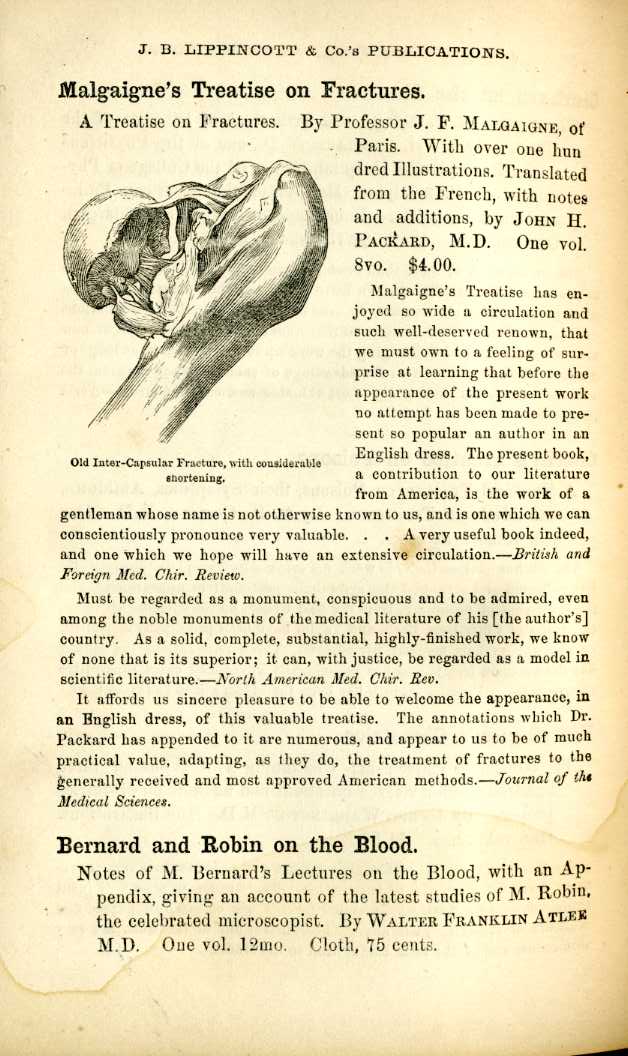 J. B. LIPPINCOTT & Co.'s PUBLICATIONS.
Malgaigne's Treatise on Fractures.
A Treatise on Fractures. By Professor J. F. MALGAIGNE, of
Paris. With over one hun
dred Illustrations. Translated
from the French, with notes
and additions, by JOHN H.
PACKARD, M.D. One vol.
8vo. $4.00.
Malgaigne's Treatise has en-
joyed so wide a circulation and
such well-deserved renown, that
we must own to a feeling of sur-
prise at learning that before the
appearance of the present work
no attempt has been made to pre-
sent so popular an author in an
English dress. The present book,
a contribution to our literature
from America, is the work of a
Old Inter-Capsular Fracture, with considerable
shortening.
gentleman whose name is not otherwise known to us, and is one which we can
conscientiously pronounce very valuable. . . A very useful book indeed,
and one which we hope will have an extensive circulation.—British and
Foreign Med. Chir. Review.
Must be regarded as a monument, conspicuous and to be admired, even
among the noble monuments of the medical literature of his [the author's]
country. As a solid, complete, substantial, highly-finished work, we know
of none that is its superior; it can, with justice, be regarded as a model in
scientific literature.—North American Med. Chir. Rev.
It affords us sincere pleasure to be able to welcome the appearance, in
an English dress, of this valuable treatise. The annotations which Dr.
Packard has appended to it are numerous, and appear to us to be of much
practical value, adapting, as they do, the treatment of fractures to the
generally received and most approved American methods.—Journal of the
Medical Sciences.
Bernard and Robin on the Blood.
Notes of M. Bernard's Lectures on the Blood, with an Ap-
pendix, giving an account of the latest studies of M. Robin,
the celebrated microscopist. By WALTER FRANKLIN ATLEE
M.D. One vol. 12mo. Cloth, 75 cents.